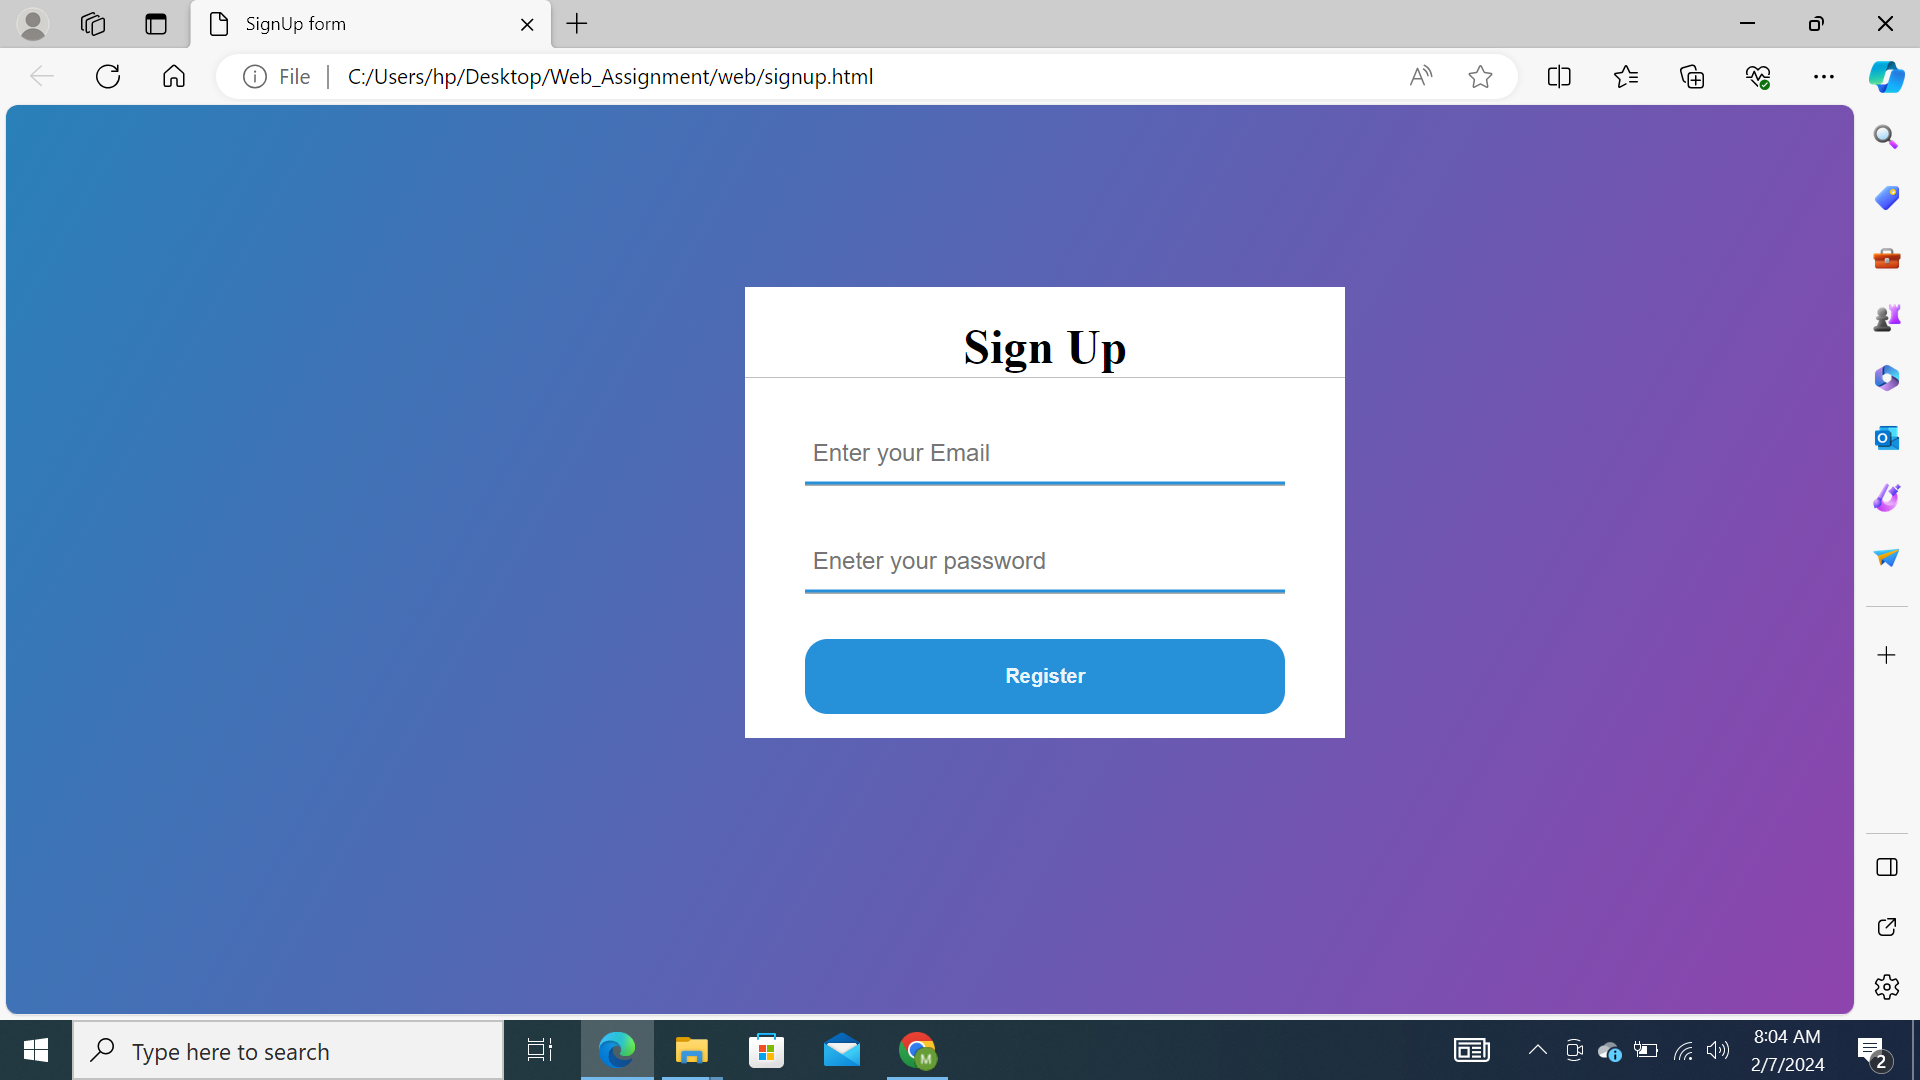 SignUp form
File
C:/Users/hp/Desktop/Web_Assignment/web/signup.html
Sign Up
Enter your Email
Eneter your password
Register
Type here to search
M
8:04 AM
2/7/2024
2